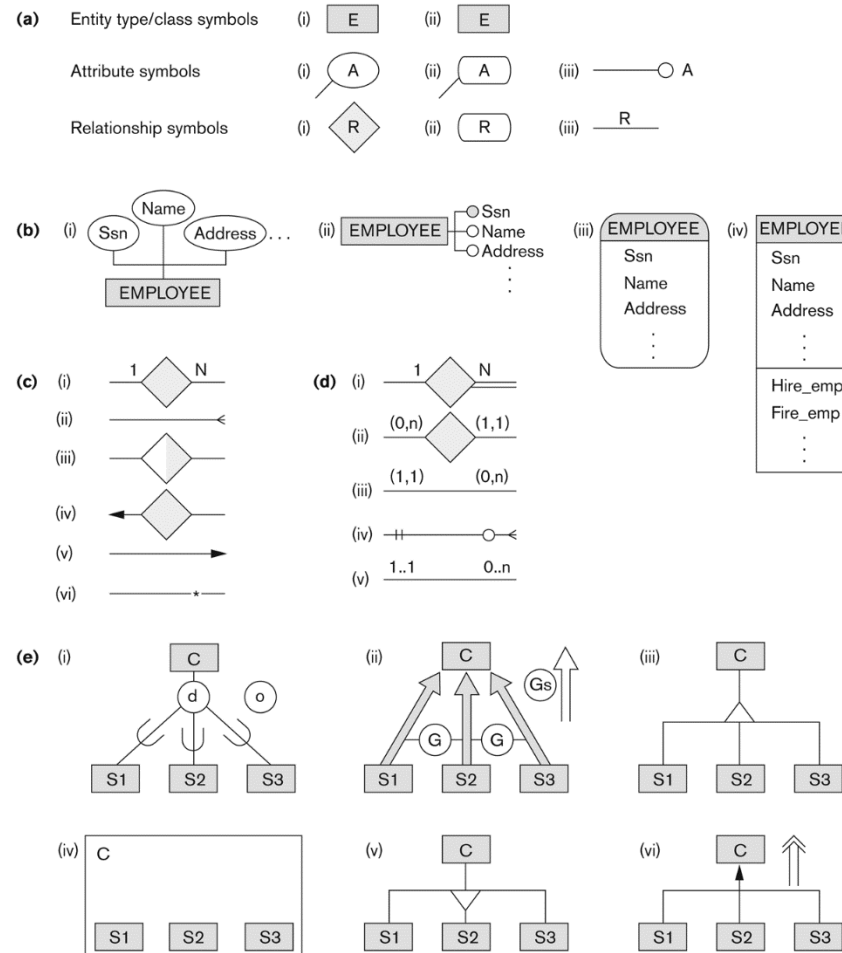 (a) Entity type/class symbols (i) E (ii) E
Attribute symbols (i) A (ii) A (iii) A
Relationship symbols (i) R (ii) R (iii) R
(b) (i) Ssn Name Address . . .
EMPLOYEE
(ii) EMPLOYEE Ssn
Name
Address
(iii) EMPLOYEE
Ssn
Name
Address
(iv) EMPLOYEE
Ssn
Name
Address
Hire_emp
Fire_emp
(c) (i) 1 N
(ii)
(iii)
(iv)
(v)
(vi) *
(d) (i) 1 N
(ii) (0,n) (1,1)
(iii) (1,1) (0,n)
(iv)
(v) 1..1 0..n
(e) (i) C
d o
S1 S2 S3
(ii) C
Gs
G G
S1 S2 S3
(iii) C
S1 S2 S3
(iv) C
S1 S2 S3
(v) C
S1 S2 S3
(vi) C
S1 S2 S3